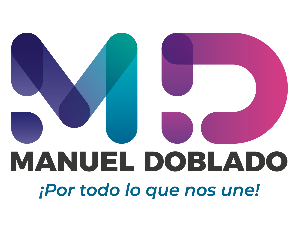 MD
MANUEL DOBLADO
¡Por todo lo que nos une!